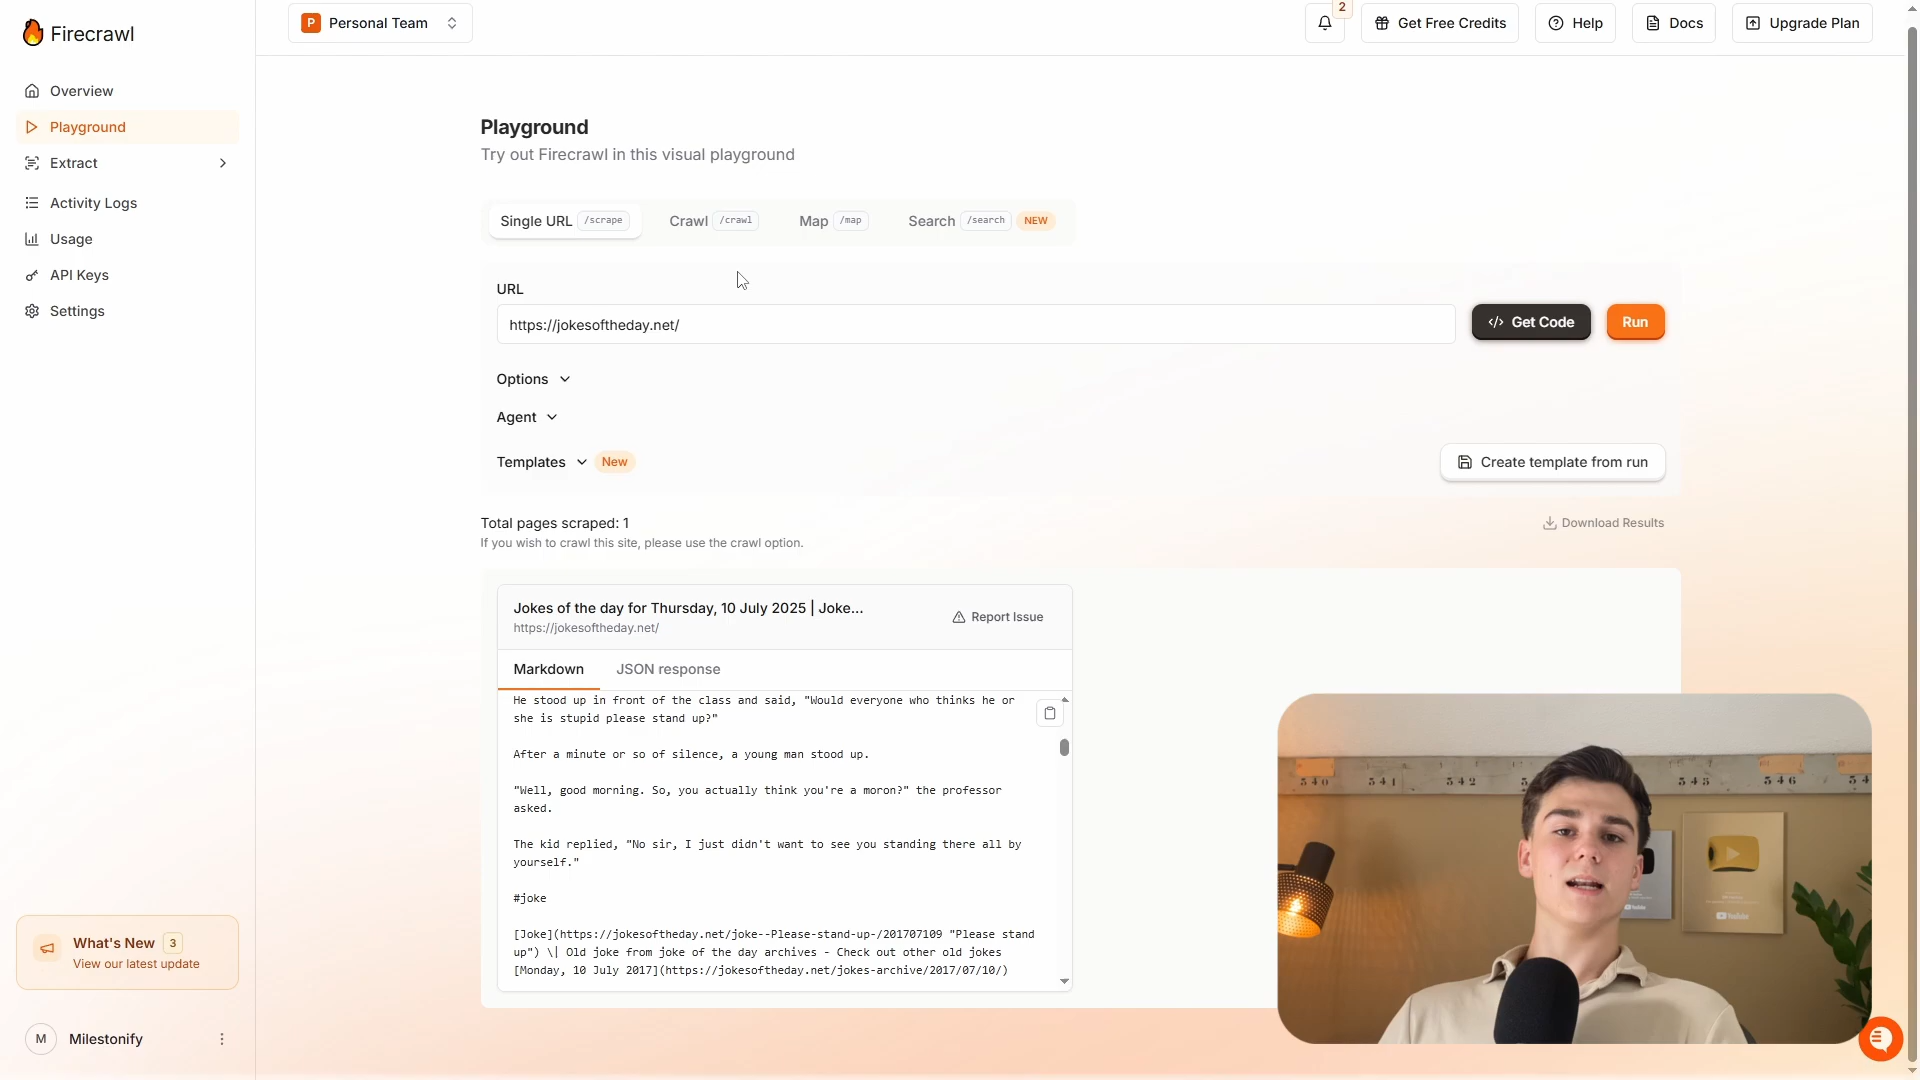 Firecrawl
P Personal Team
2
Get Free Credits
Help
Docs
Upgrade Plan
Overview
Playground
Extract
Activity Logs
Usage
API Keys
Settings
Playground
Try out Firecrawl in this visual playground
Single URL /scrape
Crawl /crawl
Map /map
Search /search NEW
URL
https://jokesoftheday.net/
</> Get Code
Run
Options
Agent
Templates New
Create template from run
Total pages scraped: 1
If you wish to crawl this site, please use the crawl option.
Download Results
Jokes of the day for Thursday, 10 July 2025 | Joke...
https://jokesoftheday.net/
Report Issue
Markdown
JSON response
He stood up in front of the class and said, "Would everyone who thinks he or
she is stupid please stand up?"
After a minute or so of silence, a young man stood up.
"Well, good morning. So, you actually think you're a moron?" the professor
asked.
The kid replied, "No sir, I just didn't want to see you standing there all by
yourself."
#joke
[Joke](https://jokesoftheday.net/joke--Please-stand-up-/201707109 "Please stand
up") \| Old joke from joke of the day archives - Check out other old jokes
[Monday, 10 July 2017](https://jokesoftheday.net/jokes-archive/2017/07/10/)
What's New 3
View our latest update
M Milestonify
540
541
542
545
546
YouTube
YouTube